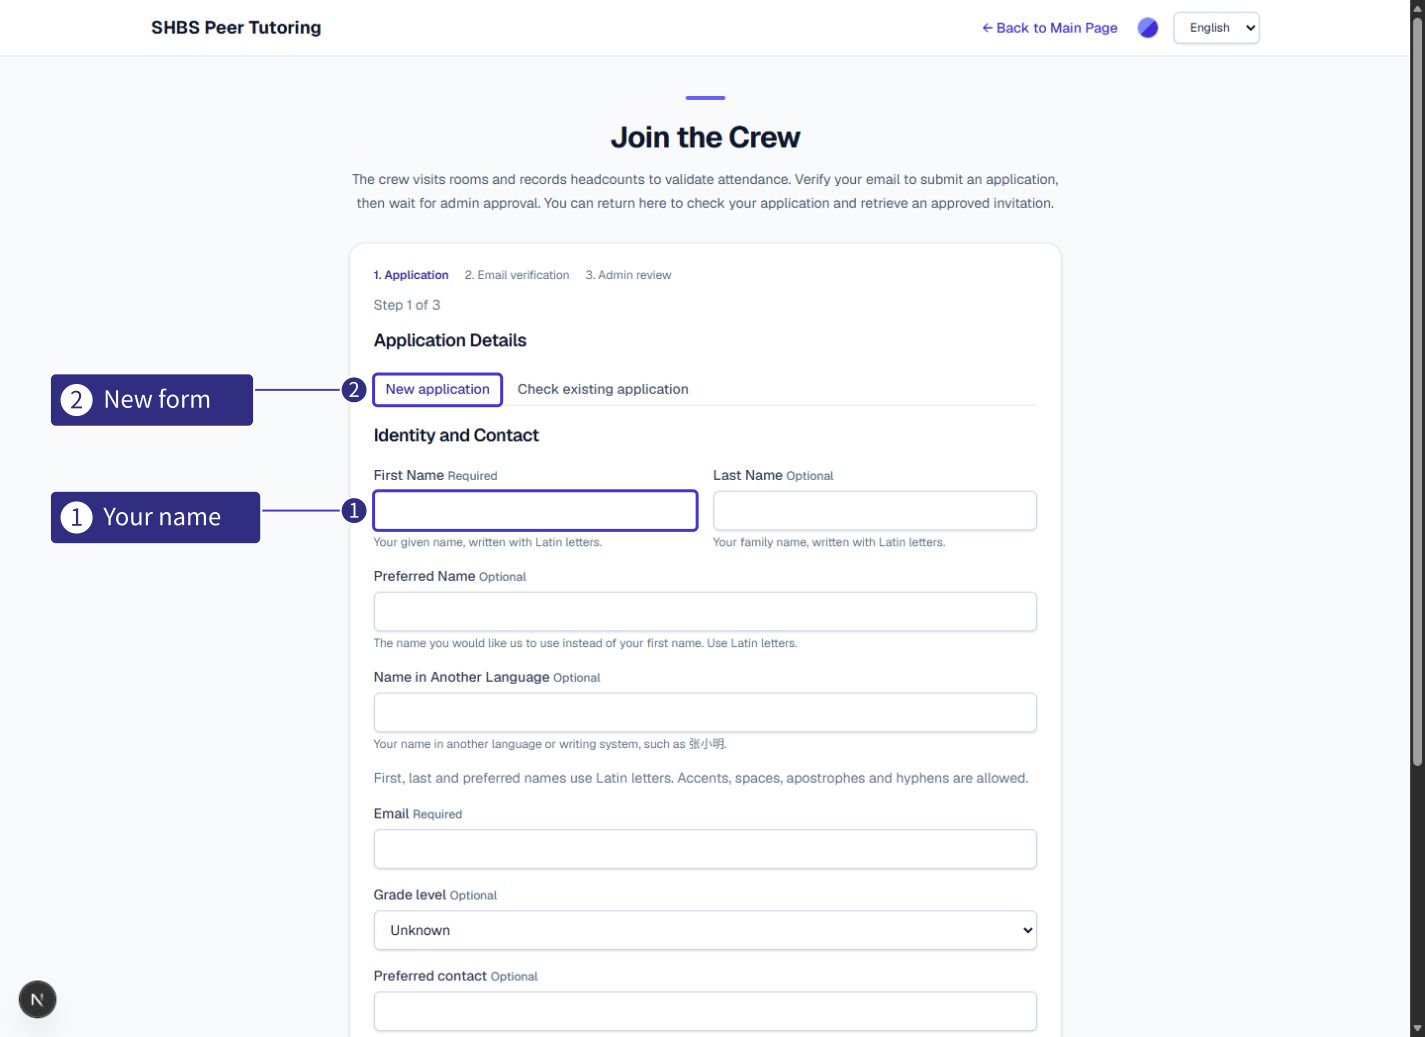 SHBS Peer Tutoring
← Back to Main Page
English
Join the Crew
The crew visits rooms and records headcounts to validate attendance. Verify your email to submit an application,
then wait for admin approval. You can return here to check your application and retrieve an approved invitation.
1. Application 2. Email verification 3. Admin review
Step 1 of 3
Application Details
2 New form
2
New application Check existing application
Identity and Contact
First Name Required Last Name Optional
1 Your name
1
Your given name, written with Latin letters. Your family name, written with Latin letters.
Preferred Name Optional
The name you would like us to use instead of your first name. Use Latin letters.
Name in Another Language Optional
Your name in another language or writing system, such as 张小明.
First, last and preferred names use Latin letters. Accents, spaces, apostrophes and hyphens are allowed.
Email Required
Grade level Optional
Unknown
Preferred contact Optional
N